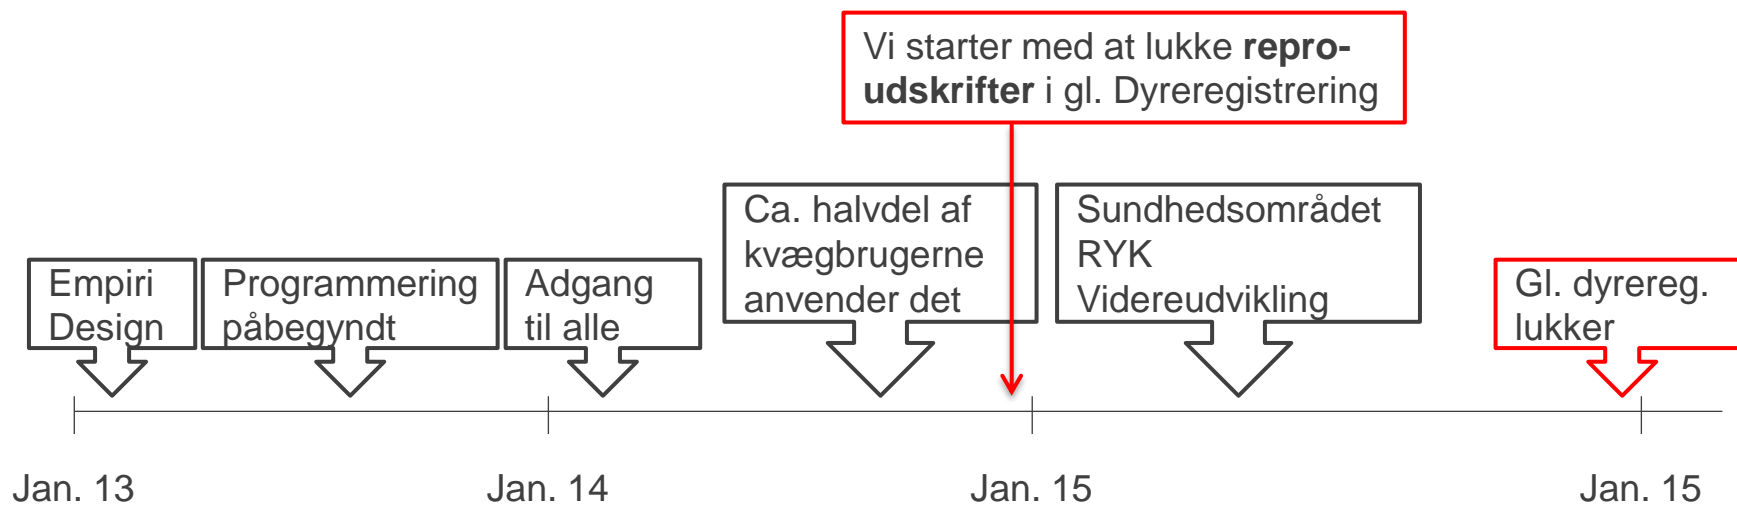 Vi starter med at lukke repro-
udskrifter i gl. Dyreregistrering
Empiri
Design
Programmering
påbegyndt
Adgang
til alle
Ca. halvdel af
kvægbrugerne
anvender det
Sundhedsområdet
RYK
Videreudvikling
Gl. dyrereg.
lukker
Jan. 13
Jan. 14
Jan. 15
Jan. 15